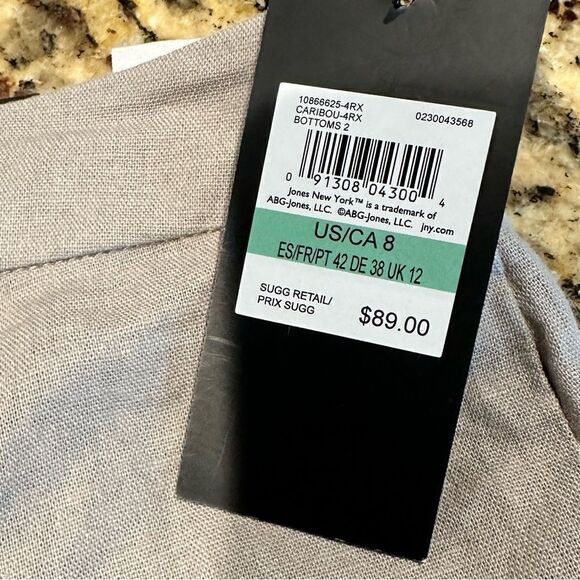 10866625-4RX
CARIBOU-4RX 0230043568
BOTTOMS 2
0 91308 04300 4
Jones New York™ is a trademark of
ABG-Jones, LLC. ©ABG-Jones, LLC. jny.com
US/CA 8
ES/FR/PT 42 DE 38 UK 12
SUGG RETAIL/
PRIX SUGG $89.00